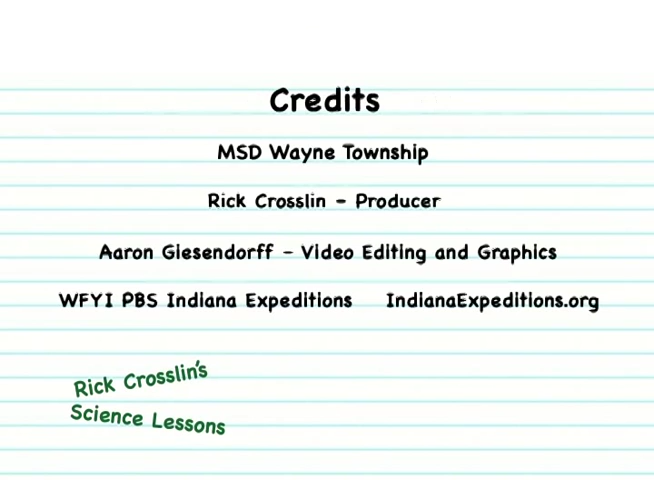 Credits
MSD Wayne Township
Rick Crosslin - Producer
Aaron Giesendorff - Video Editing and Graphics
WFYI PBS Indiana Expeditions IndianaExpeditions.org
Rick Crosslin's
Science Lessons